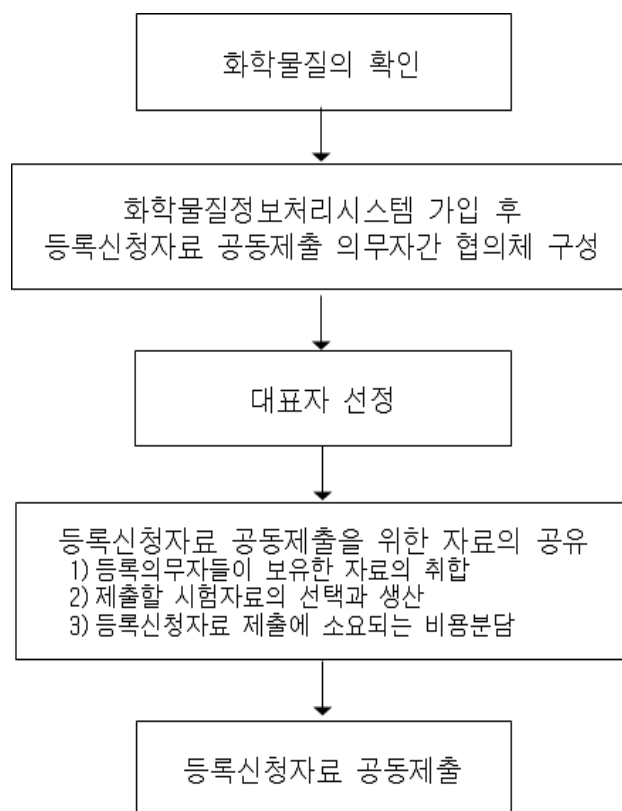 화학물질의 확인
화학물질정보처리시스템 가입 후
등록신청자료 공동제출 의무자간 협의체 구성
대표자 선정
등록신청자료 공동제출을 위한 자료의 공유
1) 등록의무자들이 보유한 자료의 취합
2) 제출할 시험자료의 선택과 생산
3) 등록신청자료 제출에 소요되는 비용분담
등록신청자료 공동제출